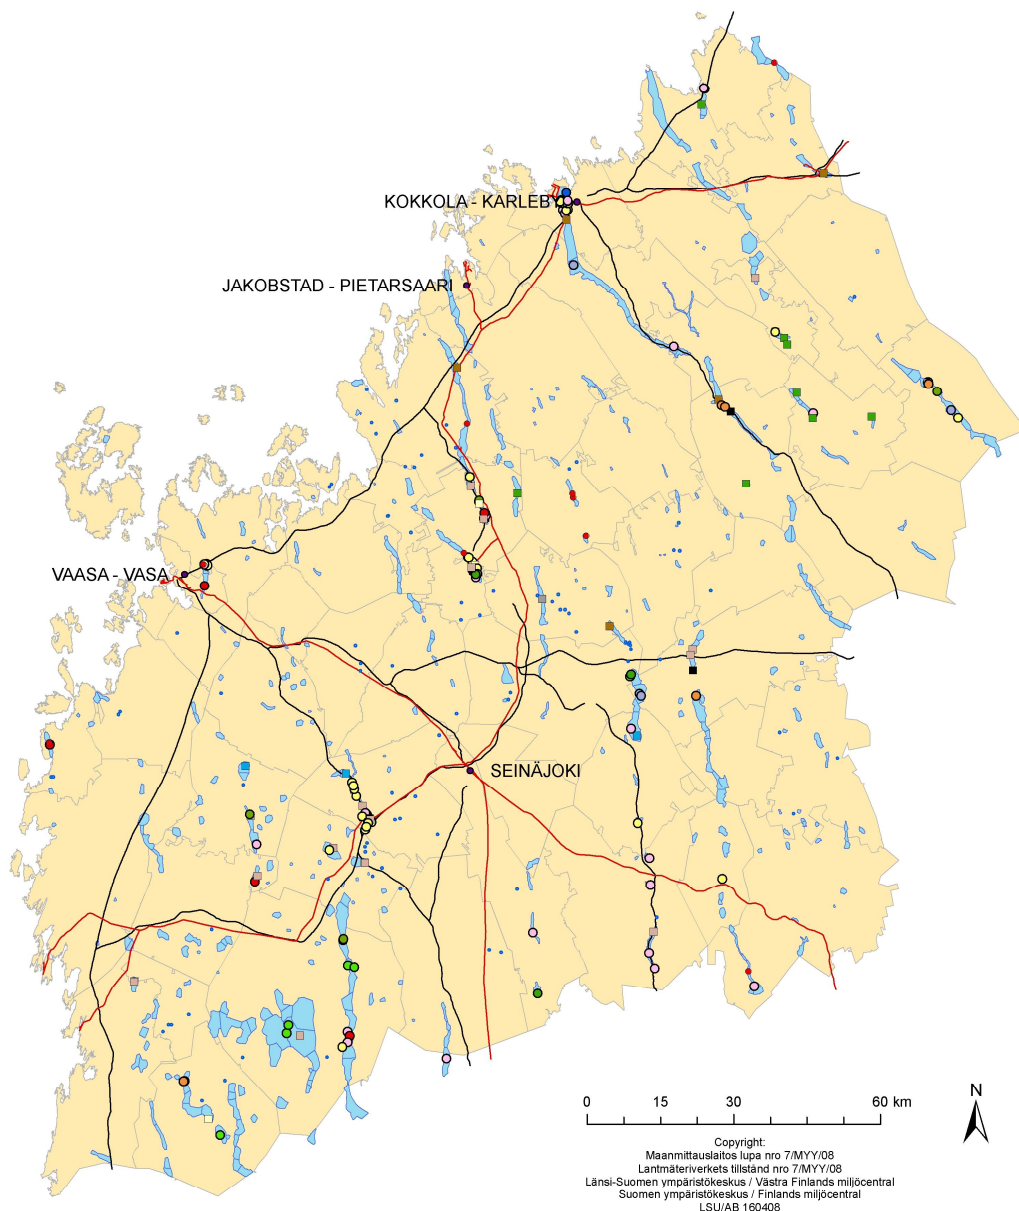 KOKKOLA - KARLEBY
JAKOBSTAD - PIETARSAARI
VAASA - VASA
SEINÄJOKI
N
0 15 30 60 km
Copyright:
Maanmittauslaitos lupa nro 7/MYY/08
Lantmäteriverkets tillstånd nro 7/MYY/08
Länsi-Suomen ympäristökeskus / Västra Finlands miljöcentral
Suomen ympäristökeskus / Finlands miljöcentral
LSU/AB 160408